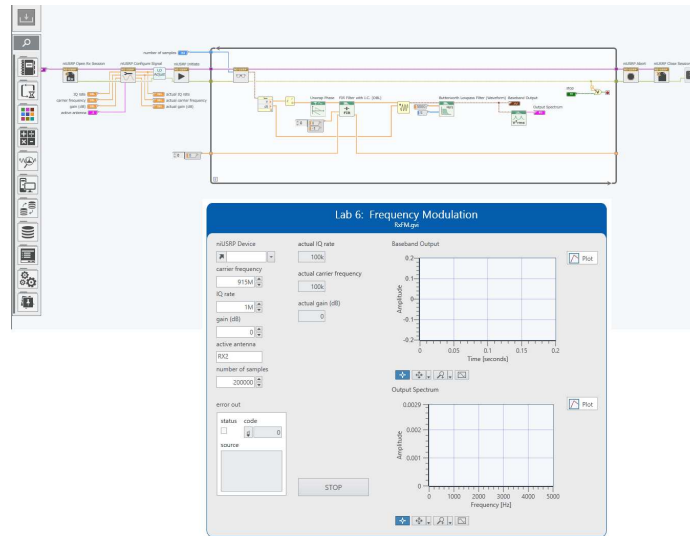 number of samples
niUSRP Open Rx Session
niUSRP Configure Signal
niUSRP Initiate
niUSRP Abort
niUSRP Close Session
IQ rate
carrier frequency
gain (dB)
active antenna
actual IQ rate
actual carrier frequency
actual gain (dB)
Unwrap Phase
FIR Filter with I.C. (DBL)
Butterworth Lowpass Filter (Waveform)
Baseband Output
Output Spectrum
STOP
Lab 6: Frequency Modulation
RxFM.gvi
niUSRP Device
carrier frequency
915M
IQ rate
1M
gain (dB)
0
active antenna
RX2
number of samples
200000
error out
status code
0
source
actual IQ rate
100k
actual carrier frequency
100k
actual gain (dB)
0
STOP
Baseband Output
Plot
Amplitude
0.2
0.1
0
-0.1
-0.2
0 0.05 0.1 0.15 0.2
Time [seconds]
Output Spectrum
Plot
Amplitude
0.0029
0.002
0.001
0
0 1000 2000 3000 4000 5000
Frequency [Hz]